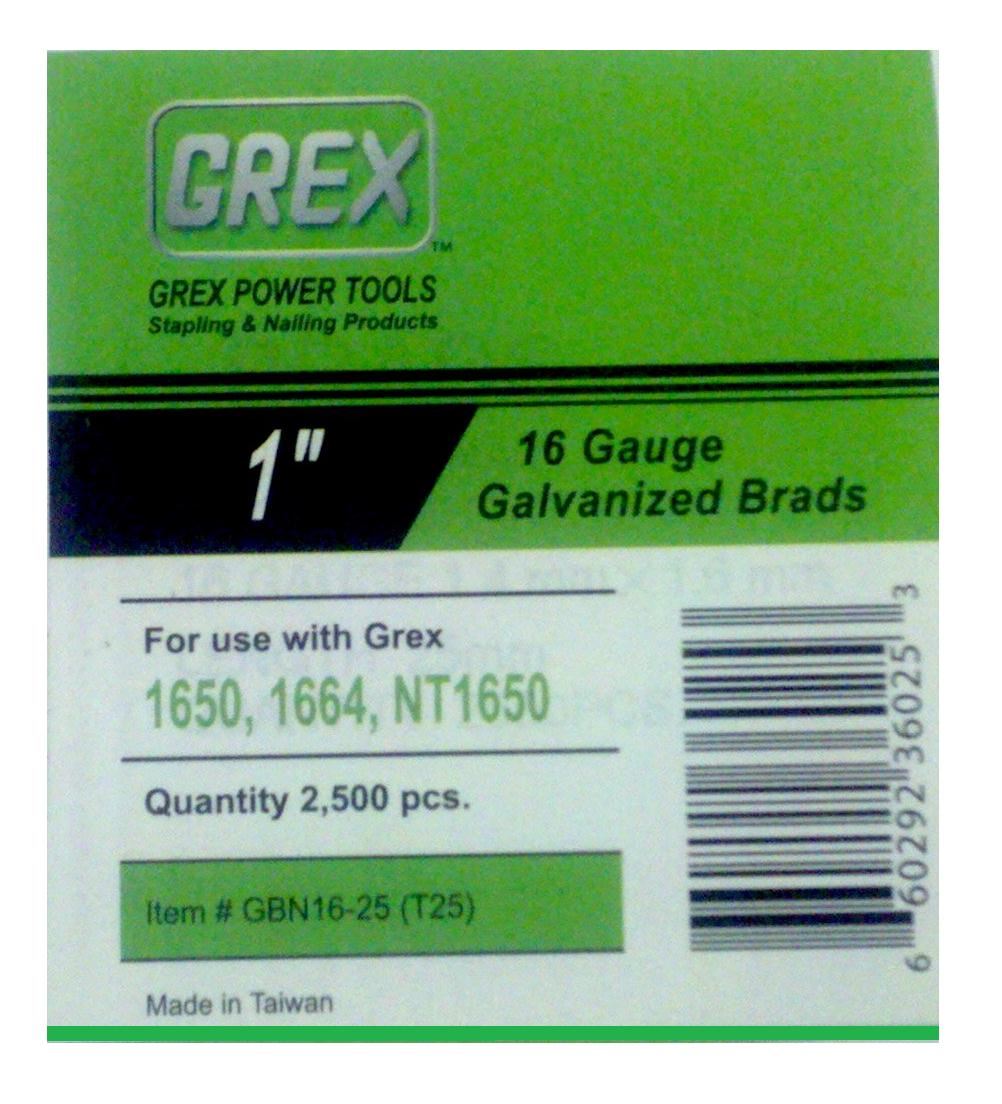 GREX
TM
GREX POWER TOOLS
Stapling & Nailing Products
1"
16 Gauge
Galvanized Brads
For use with Grex
1650, 1664, NT1650
Quantity 2,500 pcs.
Item # GBN16-25 (T25)
Made in Taiwan
6 60292 36025 3